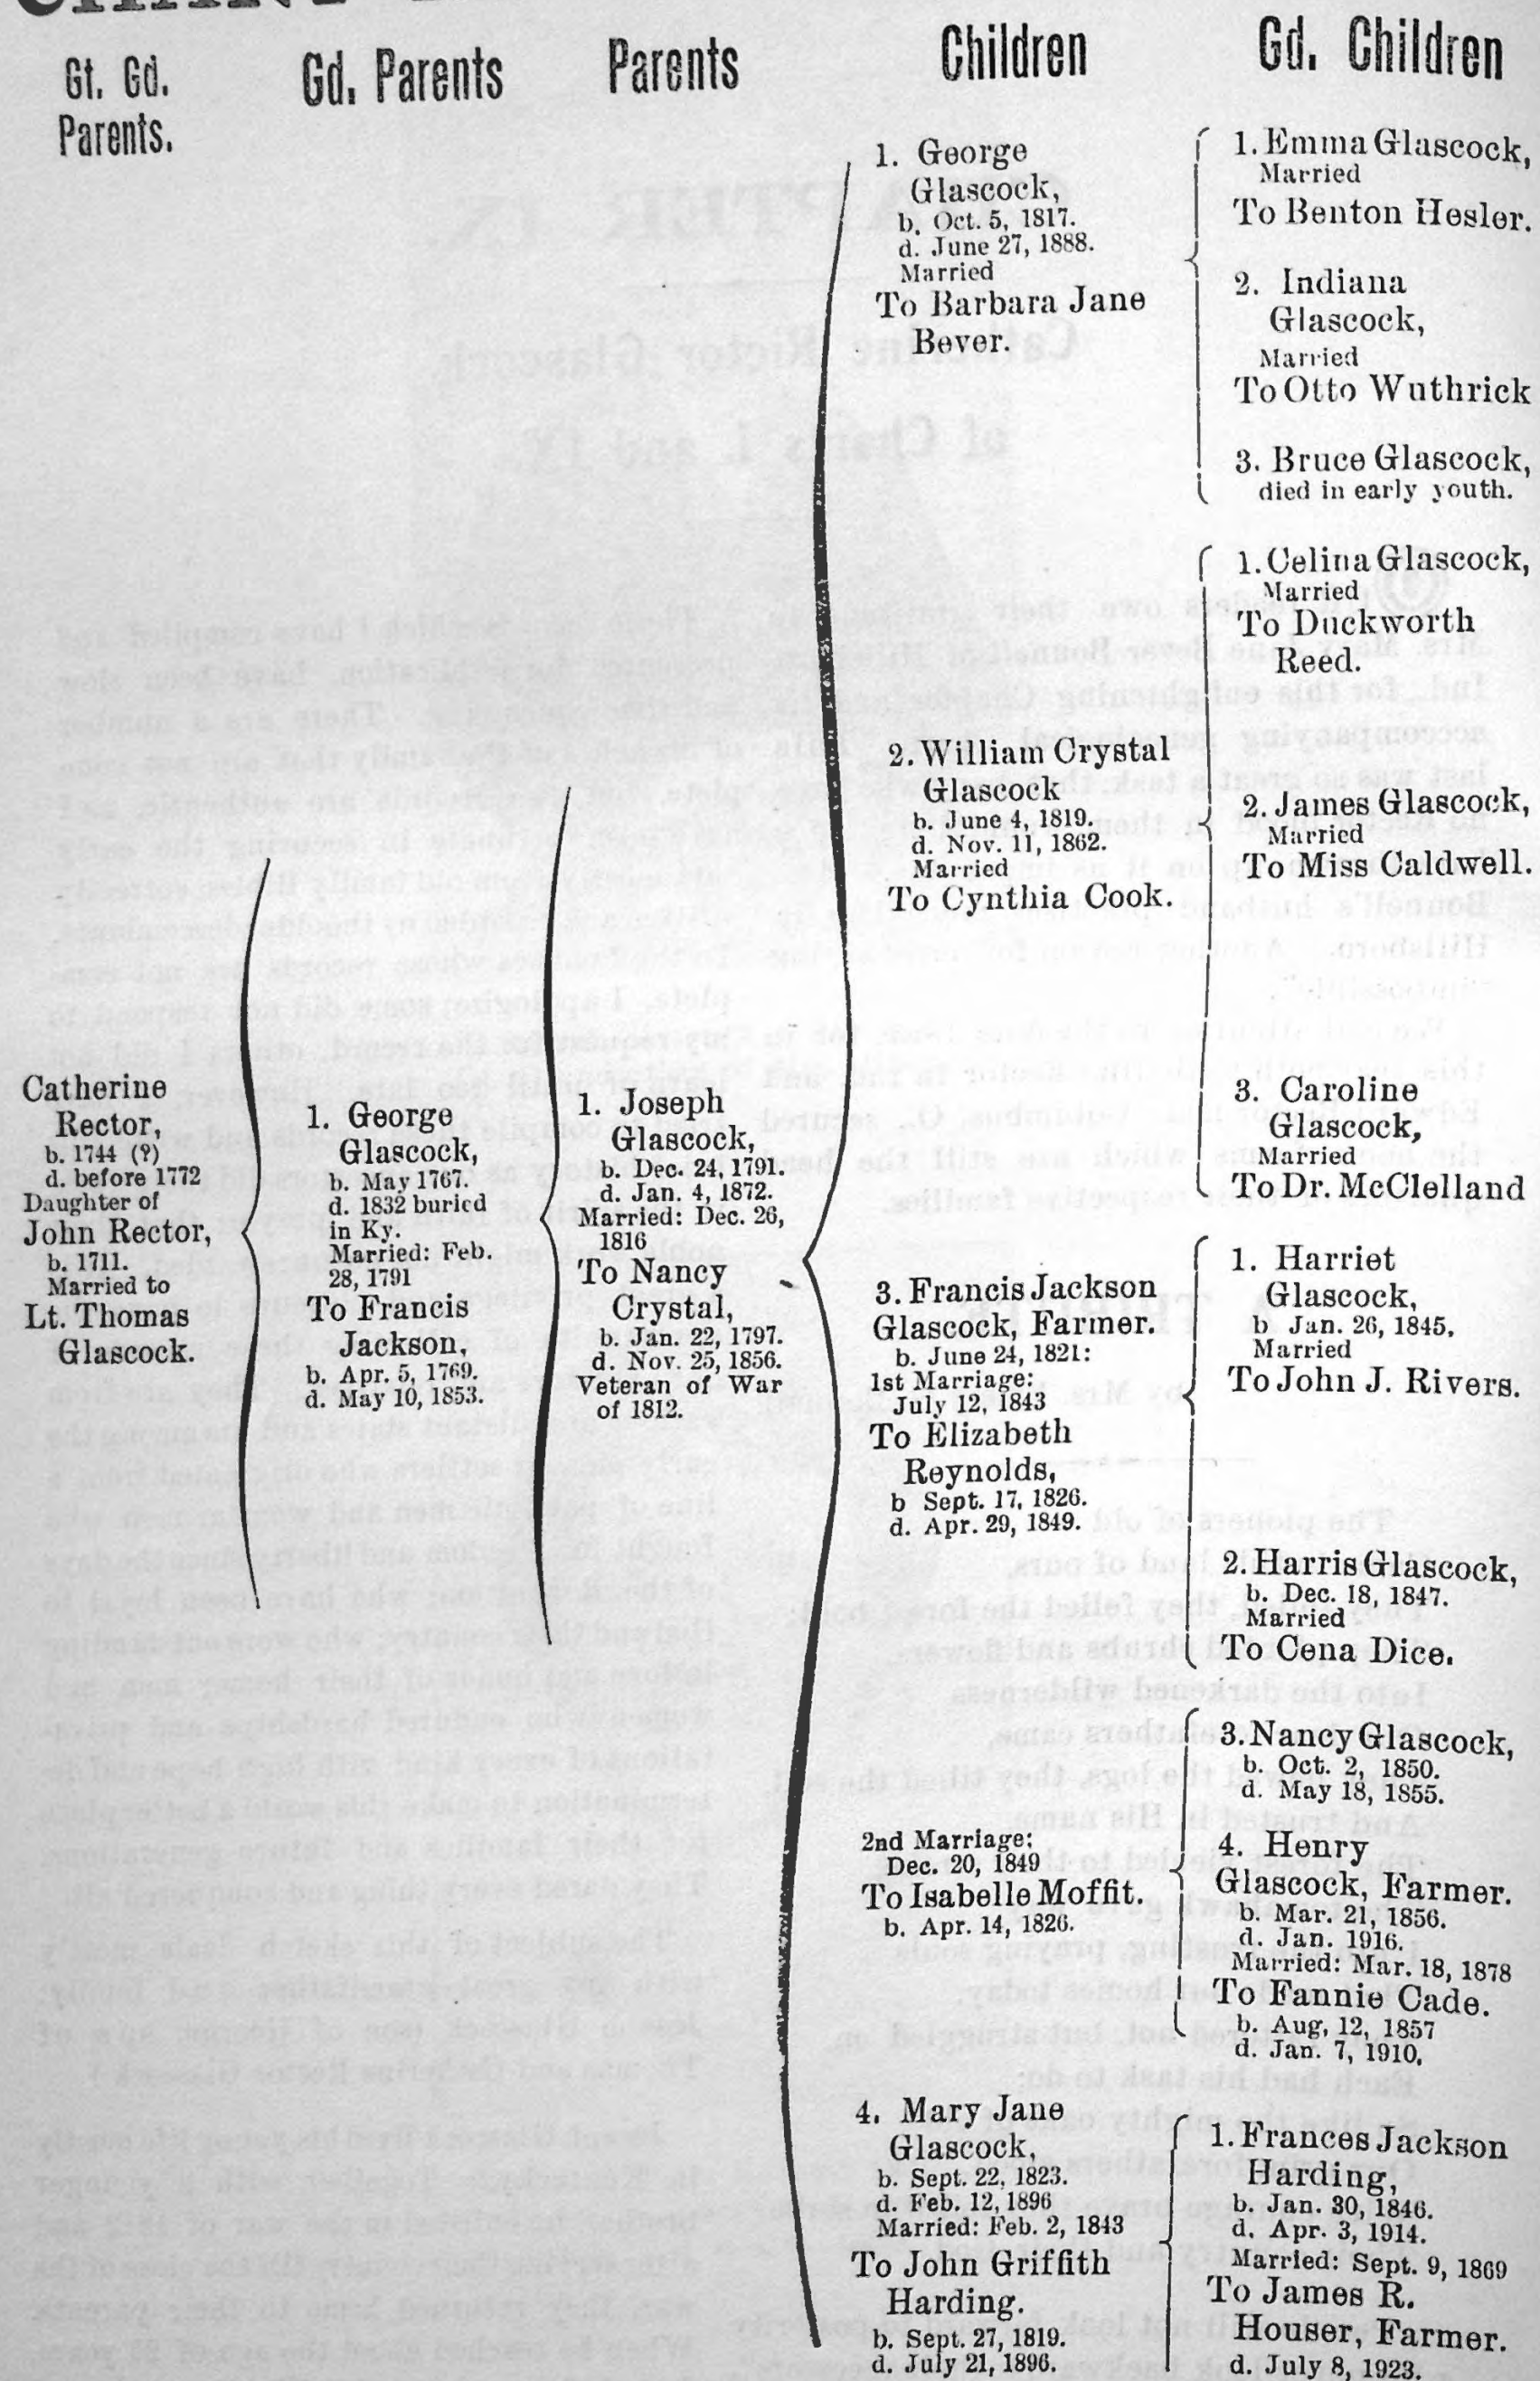 Gt. Gd.
Parents.
Gd. Parents
Parents
Children
Gd. Children
Catherine
Rector,
b. 1744 (?)
d. before 1772
Daughter of
John Rector,
b. 1711.
Married to
Lt. Thomas
Glascock.
1. George
Glascock,
b. May 1767.
d. 1832 buried
in Ky.
Married: Feb.
28, 1791
To Francis
Jackson,
b. Apr. 5, 1769.
d. May 10, 1853.
1. Joseph
Glascock,
b. Dec. 24, 1791.
d. Jan. 4, 1872.
Married: Dec. 26,
1816
To Nancy
Crystal,
b. Jan. 22, 1797.
d. Nov. 25, 1856.
Veteran of War
of 1812.
1. George
Glascock,
b. Oct. 5, 1817.
d. June 27, 1888.
Married
To Barbara Jane
Bever.
2. William Crystal
Glascock
b. June 4, 1819.
d. Nov. 11, 1862.
Married
To Cynthia Cook.
3. Francis Jackson
Glascock, Farmer.
b. June 24, 1821:
1st Marriage:
July 12, 1843
To Elizabeth
Reynolds,
b Sept. 17, 1826.
d. Apr. 29, 1849.
2nd Marriage:
Dec. 20, 1849
To Isabelle Moffit.
b. Apr. 14, 1826.
4. Mary Jane
Glascock,
b. Sept. 22, 1823.
d. Feb. 12, 1896
Married: Feb. 2, 1843
To John Griffith
Harding.
b. Sept. 27, 1819.
d. July 21, 1896.
1. Emma Glascock,
Married
To Benton Hesler.
2. Indiana
Glascock,
Married
To Otto Wuthrick
3. Bruce Glascock,
died in early youth.
1. Celina Glascock,
Married
To Duckworth
Reed.
2. James Glascock,
Married
To Miss Caldwell.
3. Caroline
Glascock,
Married
To Dr. McClelland
1. Harriet
Glascock,
b Jan. 26, 1845,
Married
To John J. Rivers.
2. Harris Glascock,
b. Dec. 18, 1847.
Married
To Cena Dice.
3. Nancy Glascock,
b. Oct. 2, 1850.
d. May 18, 1855.
4. Henry
Glascock, Farmer.
b. Mar. 21, 1856.
d. Jan. 1916.
Married: Mar. 18, 1878
To Fannie Cade.
b. Aug, 12, 1857
d. Jan. 7, 1910,
1. Frances Jackson
Harding,
b. Jan. 30, 1846.
d. Apr. 3, 1914.
Married: Sept. 9, 1869
To James R.
Houser, Farmer.
d. July 8, 1923.